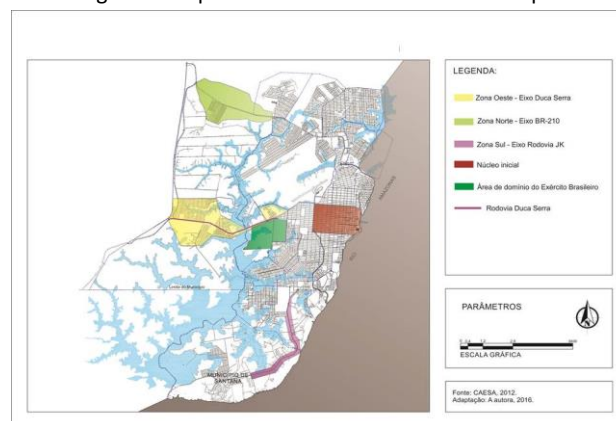 LEGENDA:
Zona Oeste - Eixo Duca Serra
Zona Norte - Eixo BR-210
Zona Sul - Eixo Rodovia JK
Núcleo inicial
Área de domínio do Exército Brasileiro
Rodovia Duca Serra
AMAZONAS
RIO
MUNICÍPIO DE
SANTANA
PARÂMETROS
ESCALA GRÁFICA
Fonte: CAESA, 2012.
Adaptação: A autora, 2016.